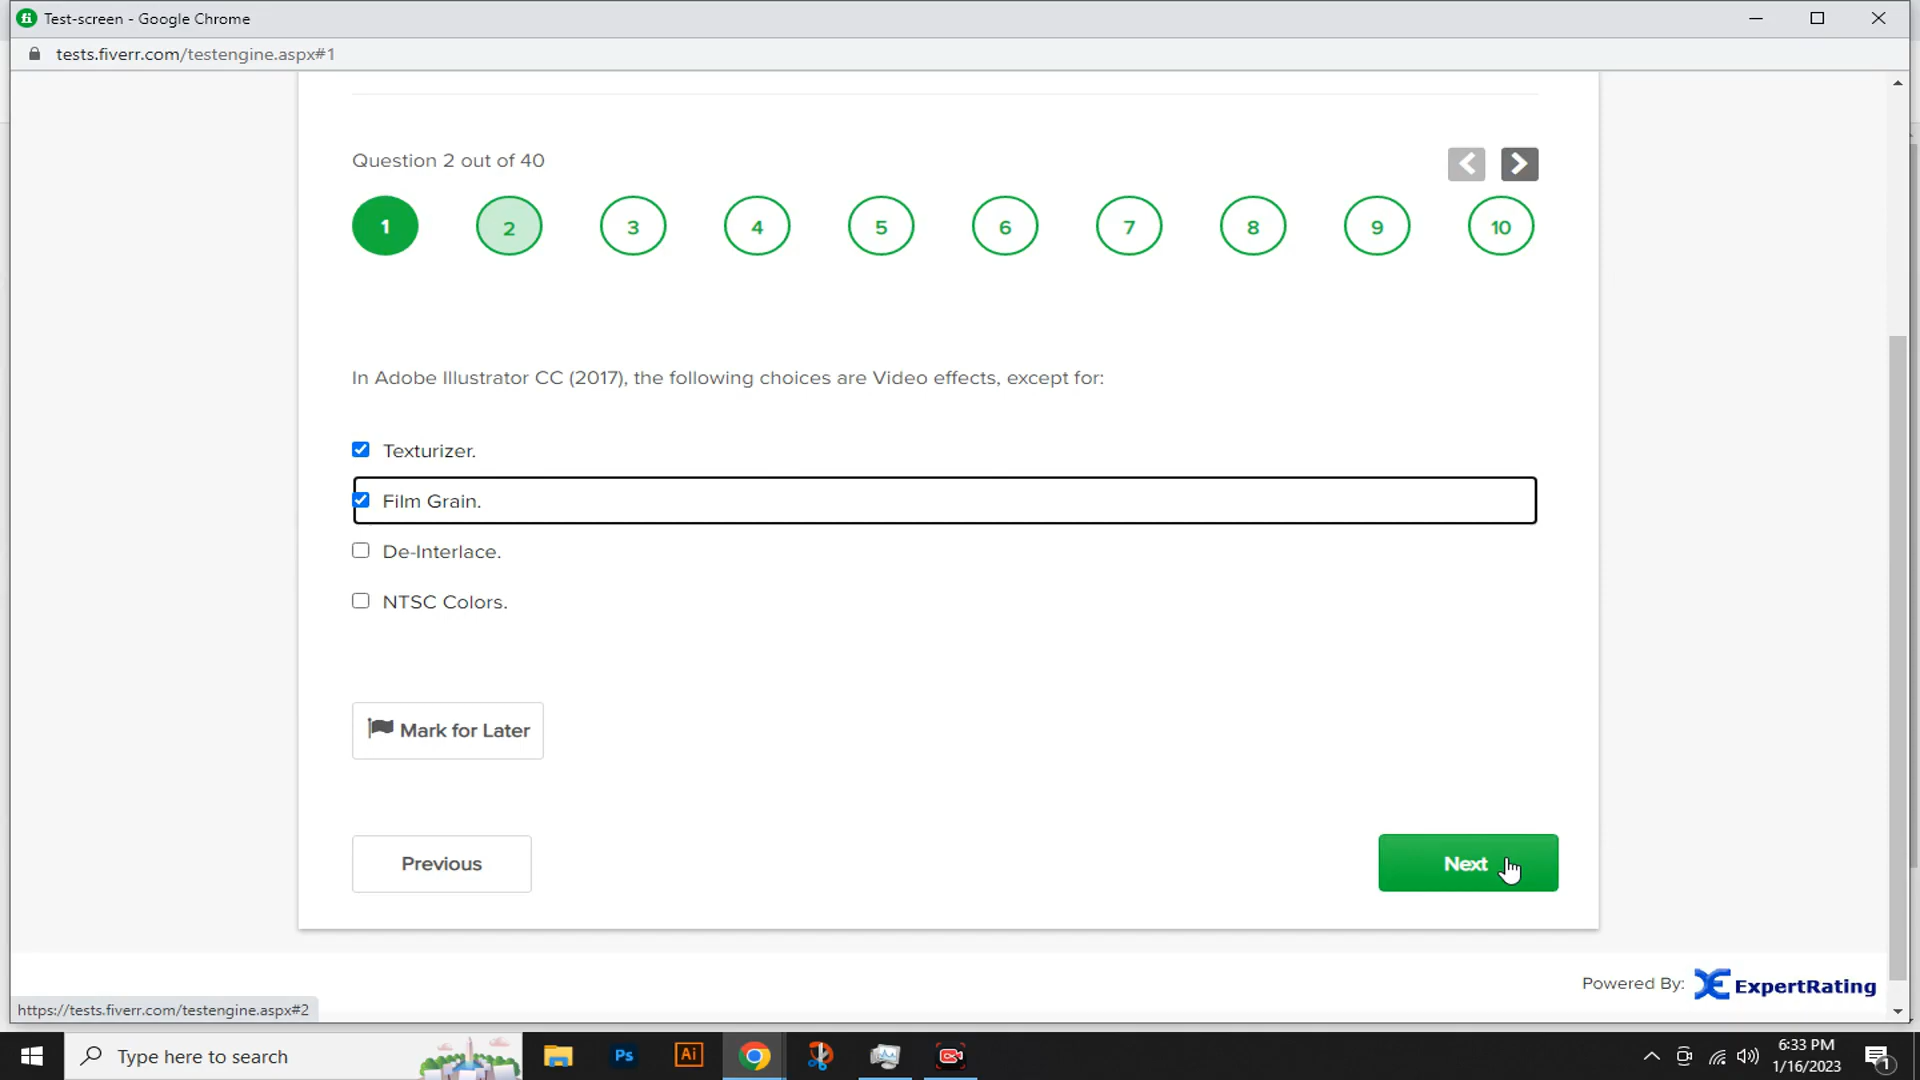 Test-screen - Google Chrome
tests.fiverr.com/testengine.aspx#1
Question 2 out of 40
1 2 3 4 5 6 7 8 9 10
In Adobe Illustrator CC (2017), the following choices are Video effects, except for:
Texturizer.
Film Grain.
De-Interlace.
NTSC Colors.
Mark for Later
Previous
Next
Powered By: ExpertRating
https://tests.fiverr.com/testengine.aspx#2
Type here to search
Ps
Ai
6:33 PM
1/16/2023
1